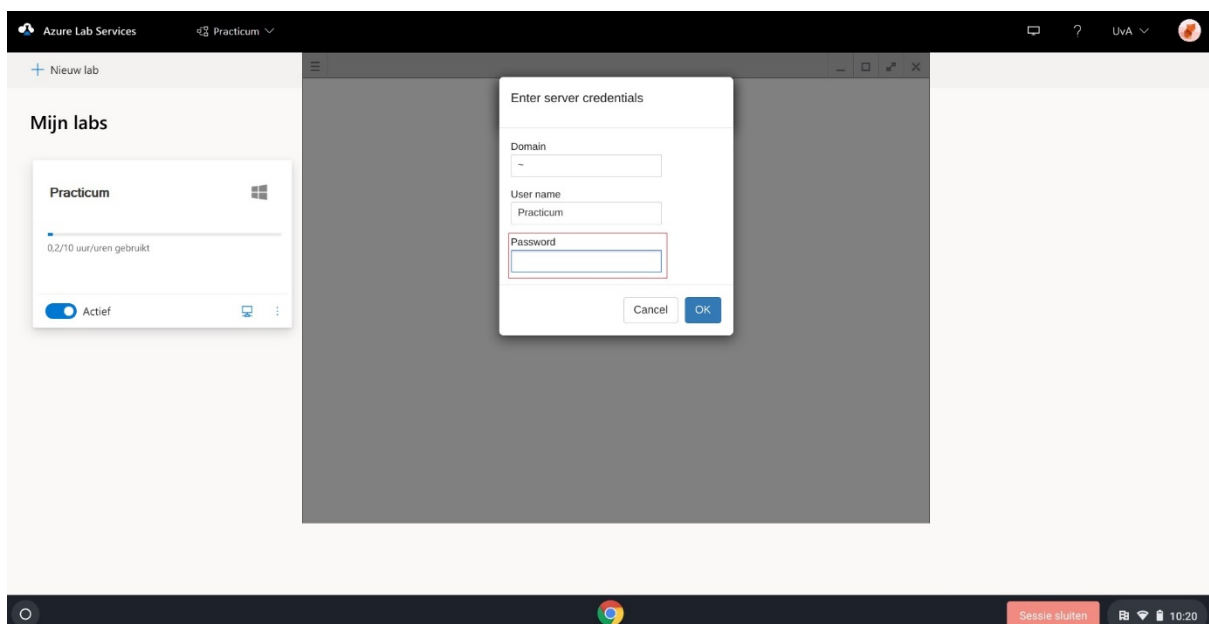 Azure Lab Services
Practicum
?
UvA
+ Nieuw lab
Mijn labs
Practicum
0,2/10 uur/uren gebruikt
Actief
Enter server credentials
Domain
~
User name
Practicum
Password
Cancel
OK
Sessie sluiten
10:20